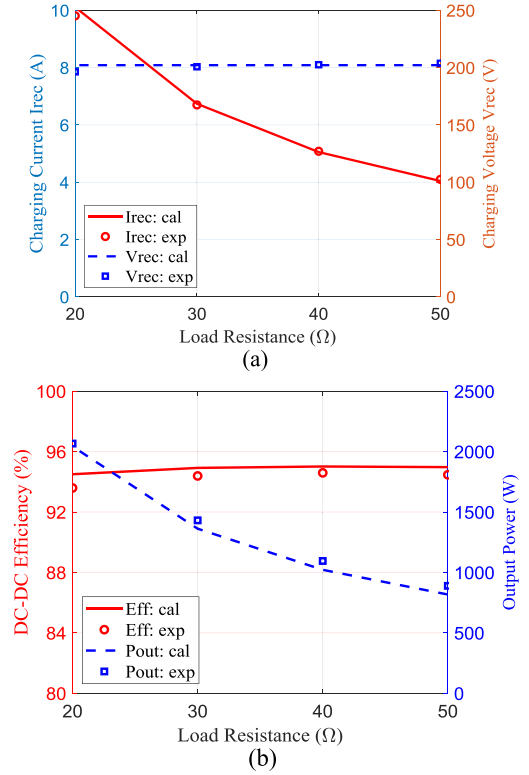 10
8
6
4
2
0
Charging Current Irec (A)
250
200
150
100
50
0
Charging Voltage Vrec (V)
Irec: cal
Irec: exp
Vrec: cal
Vrec: exp
20 30 40 50
Load Resistance (Ω)
(a)
100
96
92
88
84
80
DC-DC Efficiency (%)
2500
2000
1500
1000
500
0
Output Power (W)
Eff: cal
Eff: exp
Pout: cal
Pout: exp
20 30 40 50
Load Resistance (Ω)
(b)